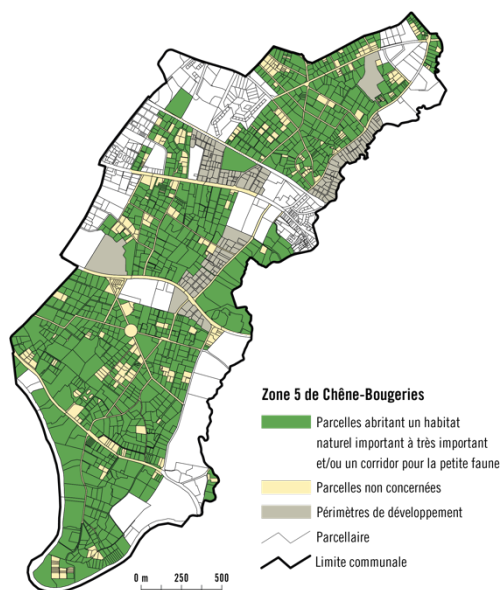 Zone 5 de Chêne-Bougeries
Parcelles abritant un habitat
naturel important à très important
et/ou un corridor pour la petite faune
Parcelles non concernées
Périmètres de développement
Parcellaire
Limite communale
0 m 250 500